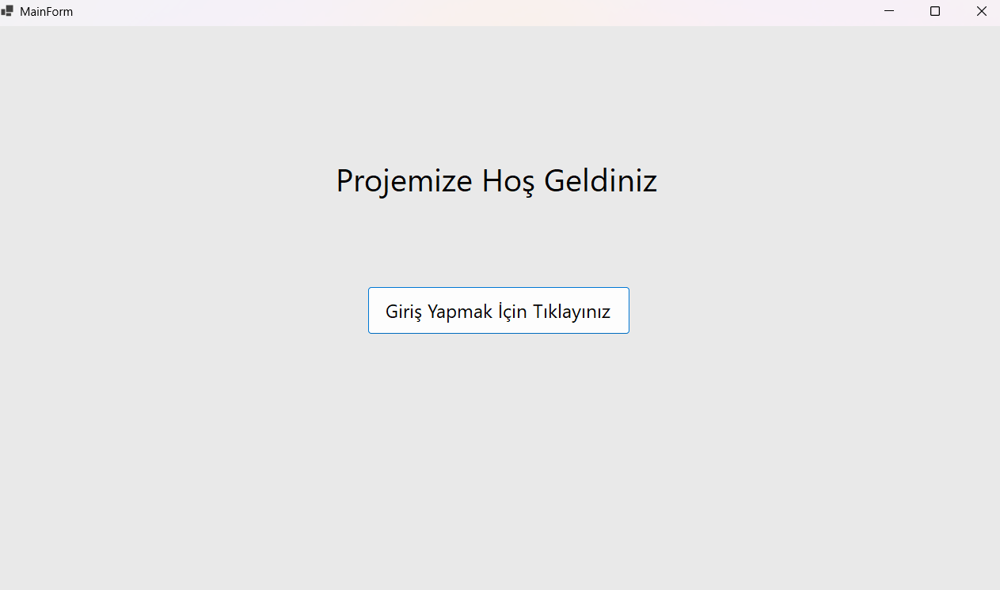 MainForm
Projemize Hoş Geldiniz
Giriş Yapmak İçin Tıklayınız